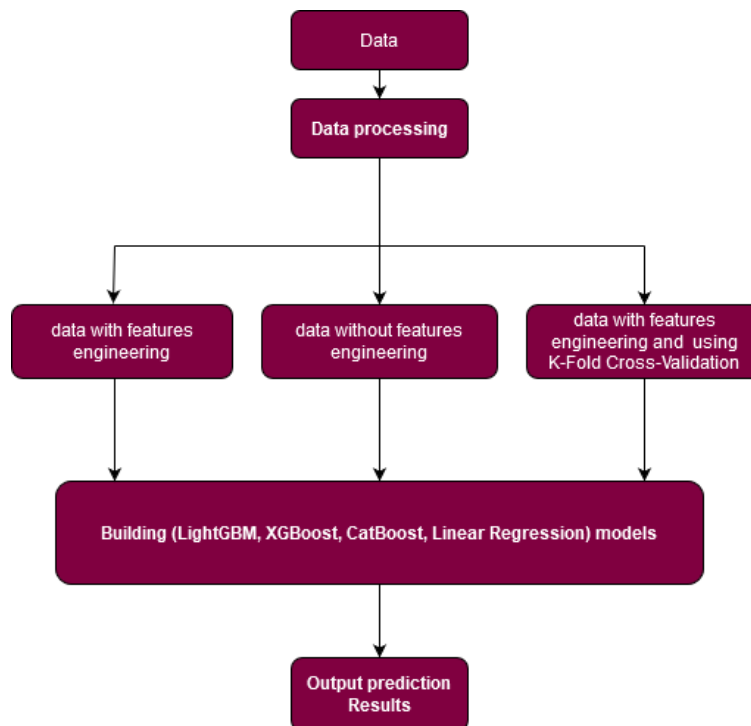 Data
Data processing
data with features
engineering
data without features
engineering
data with features
engineering and using
K-Fold Cross-Validation
Building (LightGBM, XGBoost, CatBoost, Linear Regression) models
Output prediction
Results